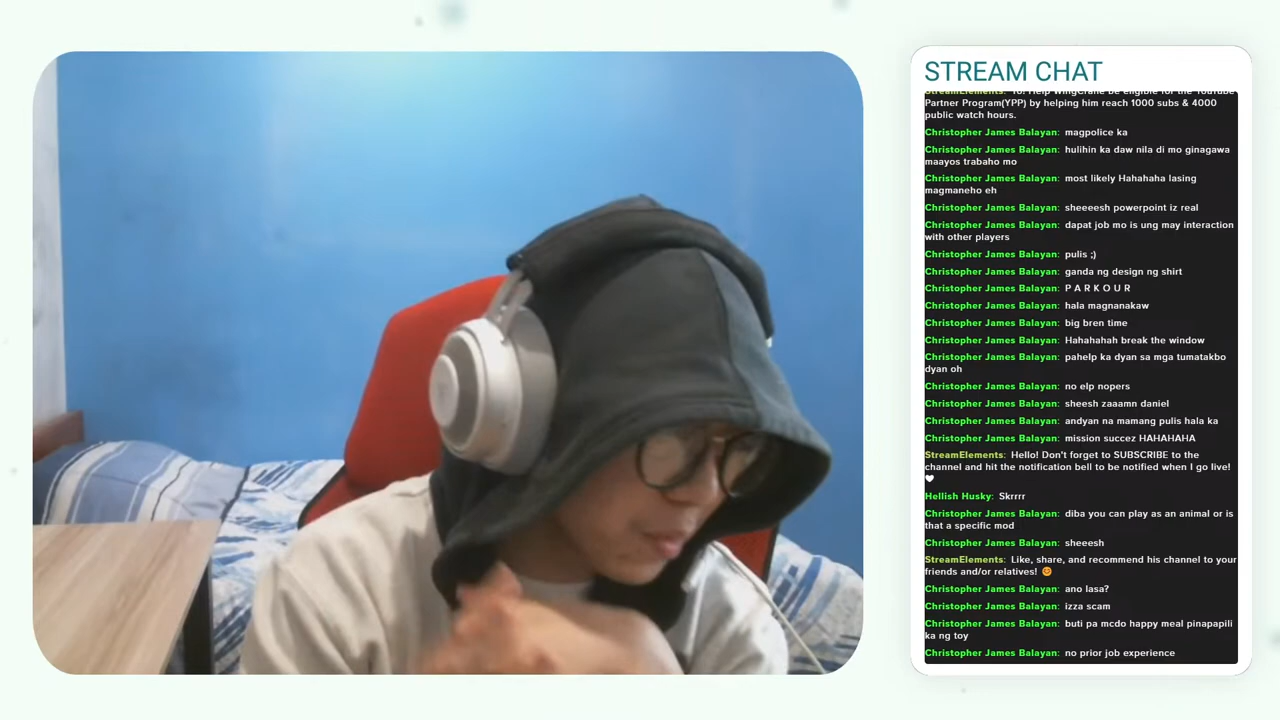 STREAM CHAT
StreamElements: Yo! Help WingCrane be eligible for the YouTube
Partner Program(YPP) by helping him reach 1000 subs & 4000
public watch hours.
Christopher James Balayan: magpolice ka
Christopher James Balayan: hulihin ka daw nila di mo ginagawa
maayos trabaho mo
Christopher James Balayan: most likely Hahahaha lasing
magmaneho eh
Christopher James Balayan: sheeeesh powerpoint iz real
Christopher James Balayan: dapat job mo is ung may interaction
with other players
Christopher James Balayan: pulis ;)
Christopher James Balayan: ganda ng design ng shirt
Christopher James Balayan: P A R K O U R
Christopher James Balayan: hala magnanakaw
Christopher James Balayan: big bren time
Christopher James Balayan: Hahahahah break the window
Christopher James Balayan: pahelp ka dyan sa mga tumatakbo
dyan oh
Christopher James Balayan: no elp nopers
Christopher James Balayan: sheesh zaaamn daniel
Christopher James Balayan: andyan na mamang pulis hala ka
Christopher James Balayan: mission succez HAHAHAHA
StreamElements: Hello! Don't forget to SUBSCRIBE to the
channel and hit the notification bell to be notified when I go live!
🤍
Hellish Husky: Skrrrr
Christopher James Balayan: diba you can play as an animal or is
that a specific mod
Christopher James Balayan: sheeesh
StreamElements: Like, share, and recommend his channel to your
friends and/or relatives! 😊
Christopher James Balayan: ano lasa?
Christopher James Balayan: izza scam
Christopher James Balayan: buti pa mcdo happy meal pinapapili
ka ng toy
Christopher James Balayan: no prior job experience